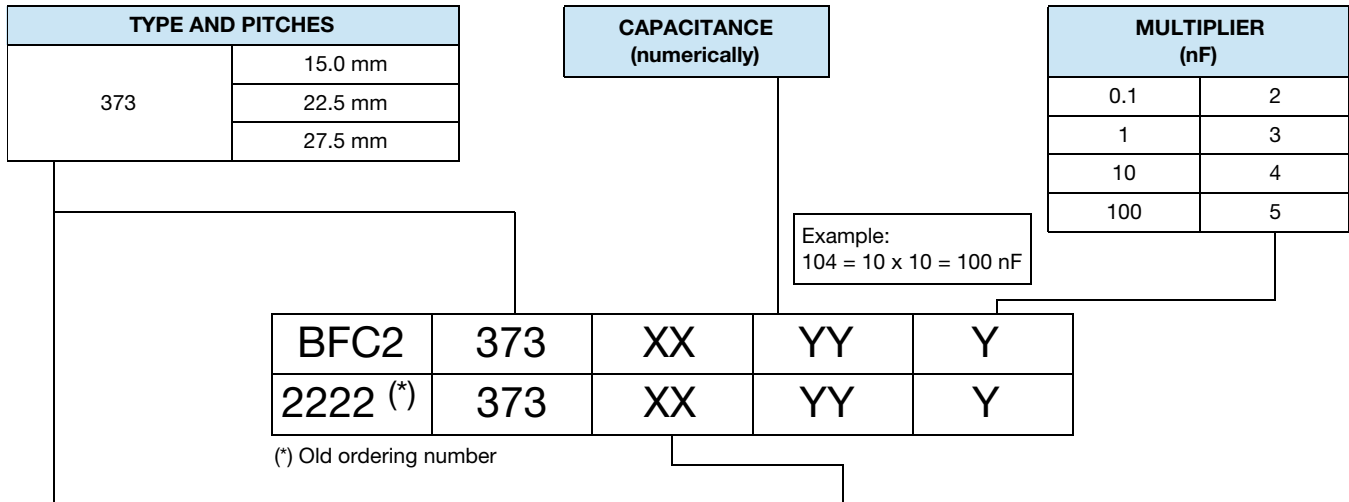 TYPE AND PITCHES
373
15.0 mm
22.5 mm
27.5 mm
CAPACITANCE
(numerically)
MULTIPLIER
(nF)
0.1 2
1 3
10 4
100 5
Example:
104 = 10 x 10 = 100 nF
BFC2 373 XX YY Y
2222 (*) 373 XX YY Y
(*) Old ordering number